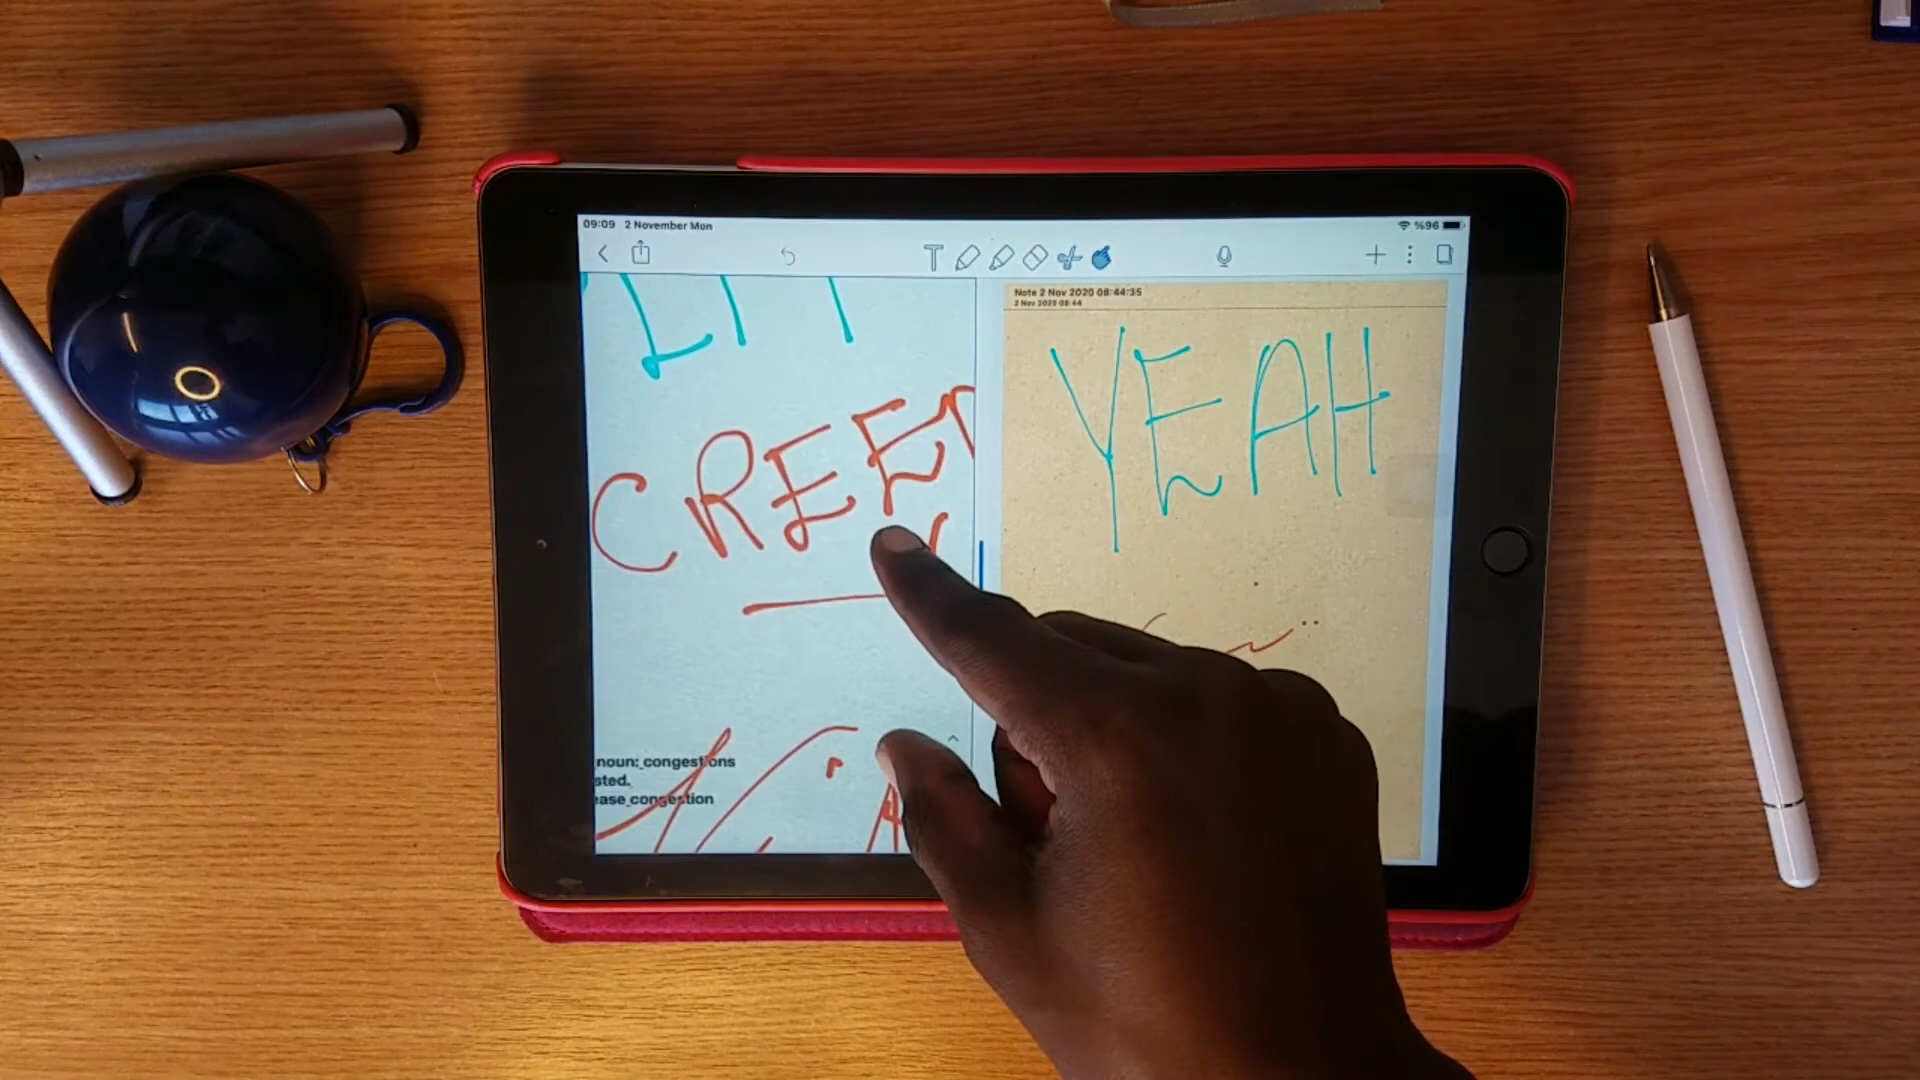 09:09 2 November Mon
%96
T
CREE
noun: congestions
sted.
ease congestion
A
Note 2 Nov 2020 08:44:35
2 Nov 2020 08:44
YEAH